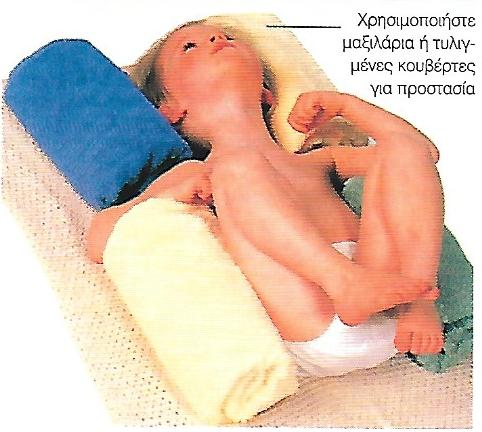 Χρησιμοποιήστε
μαξιλάρια ή τυλιγ-
μένες κουβέρτες
για προστασία